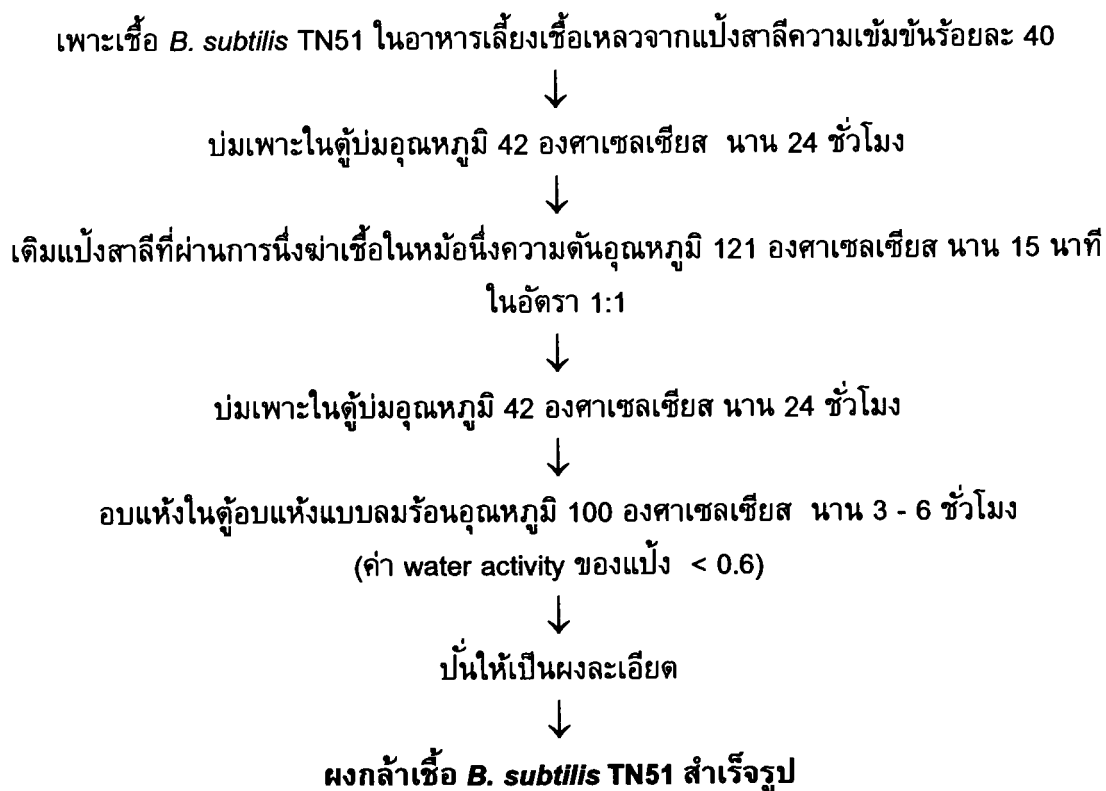 เพาะเชื้อ B. subtilis TN51 ในอาหารเลี้ยงเชื้อเหลวจากแป้งสาลีความเข้มข้นร้อยละ 40
↓
บ่มเพาะในตู้บ่มอุณหภูมิ 42 องศาเซลเซียส นาน 24 ชั่วโมง
↓
เติมแป้งสาลีที่ผ่านการนึ่งฆ่าเชื้อในหม้อนึ่งความดันอุณหภูมิ 121 องศาเซลเซียส นาน 15 นาที
ในอัตรา 1:1
↓
บ่มเพาะในตู้บ่มอุณหภูมิ 42 องศาเซลเซียส นาน 24 ชั่วโมง
↓
อบแห้งในตู้อบแห้งแบบลมร้อนอุณหภูมิ 100 องศาเซลเซียส นาน 3 - 6 ชั่วโมง
(ค่า water activity ของแป้ง < 0.6)
↓
ปั่นให้เป็นผงละเอียด
↓
ผงกล้าเชื้อ B. subtilis TN51 สำเร็จรูป